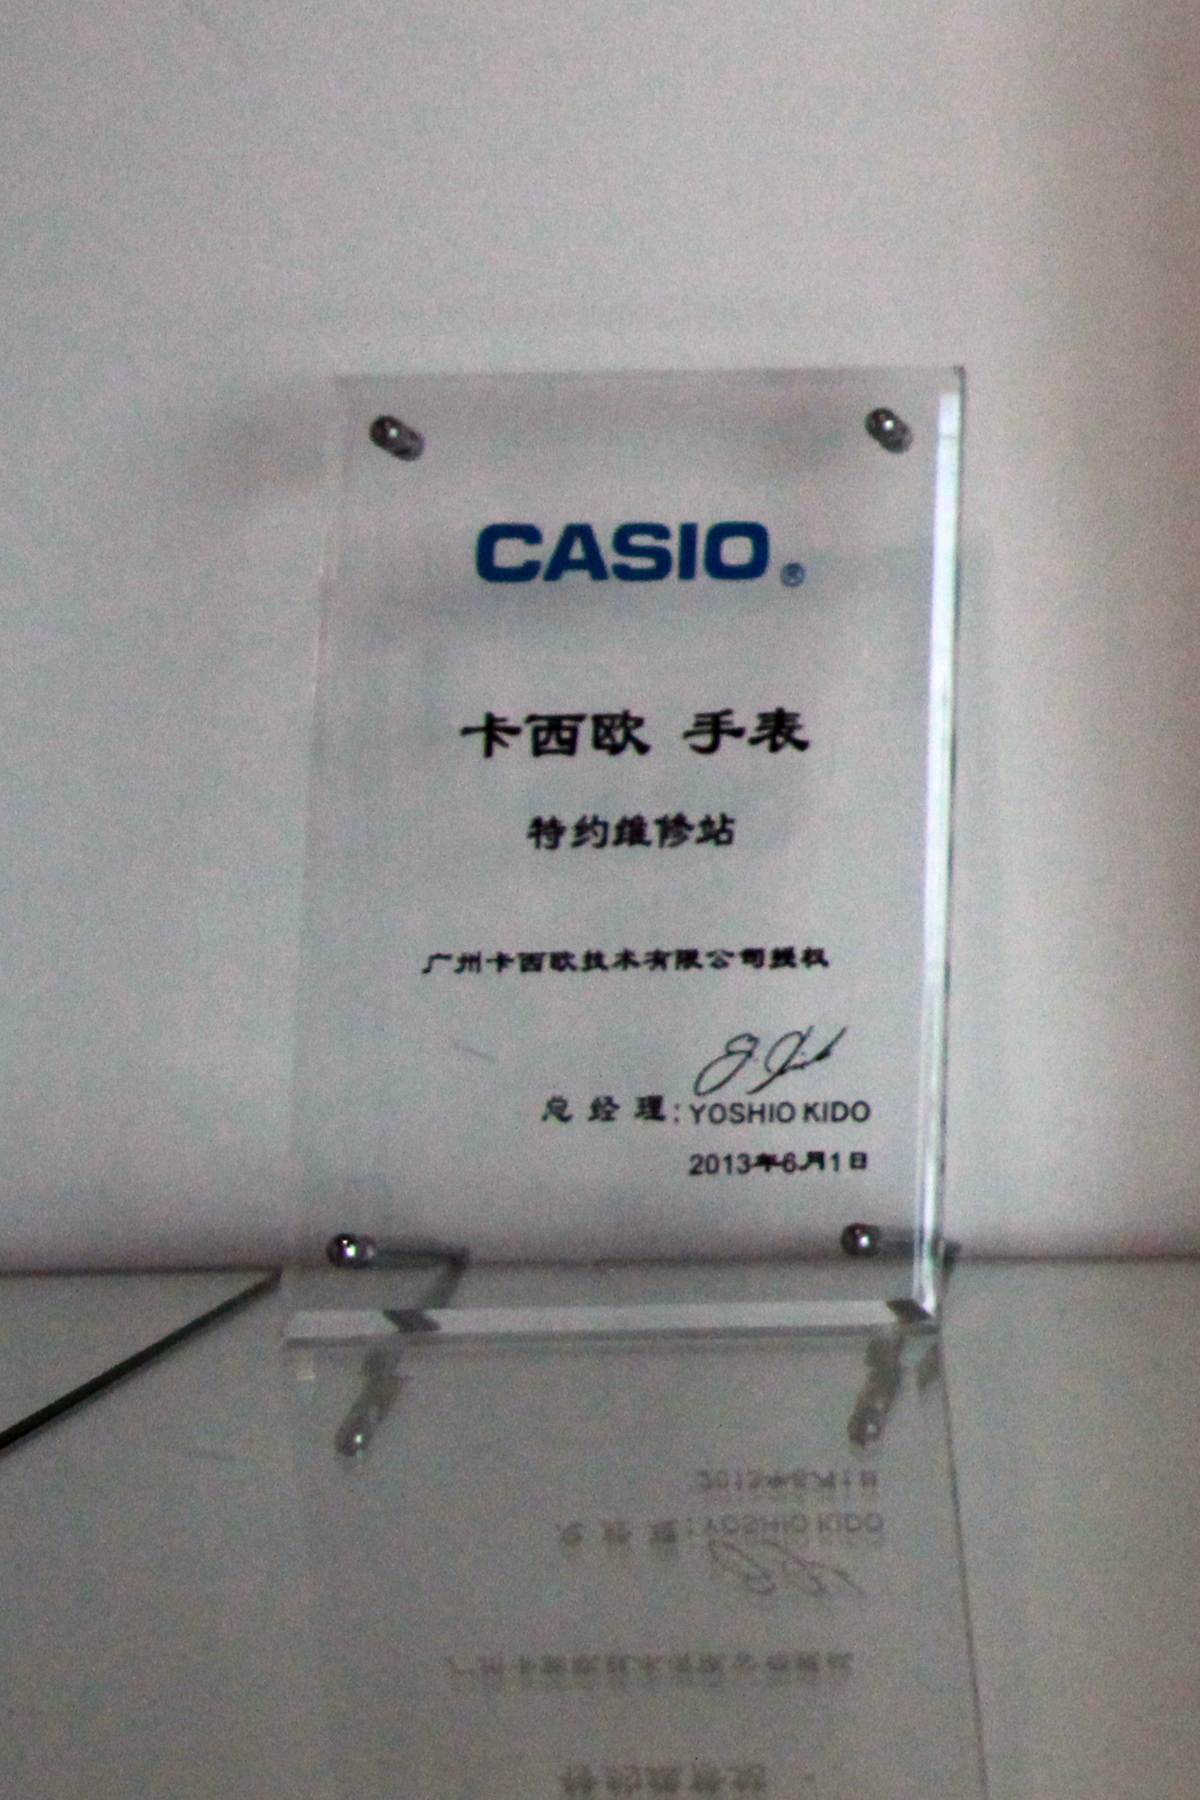 CASIO®
卡西欧 手表
特约维修站
广州卡西欧技术有限公司授权
总 经 理:YOSHIO KIDO
2013年6月1日